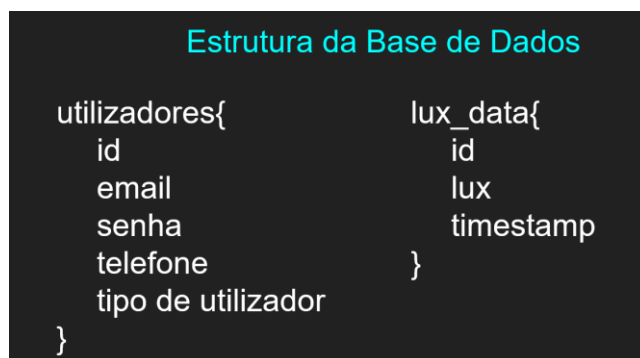 Estrutura da Base de Dados
utilizadores{
id
email
senha
telefone
tipo de utilizador
}
lux_data{
id
lux
timestamp
}